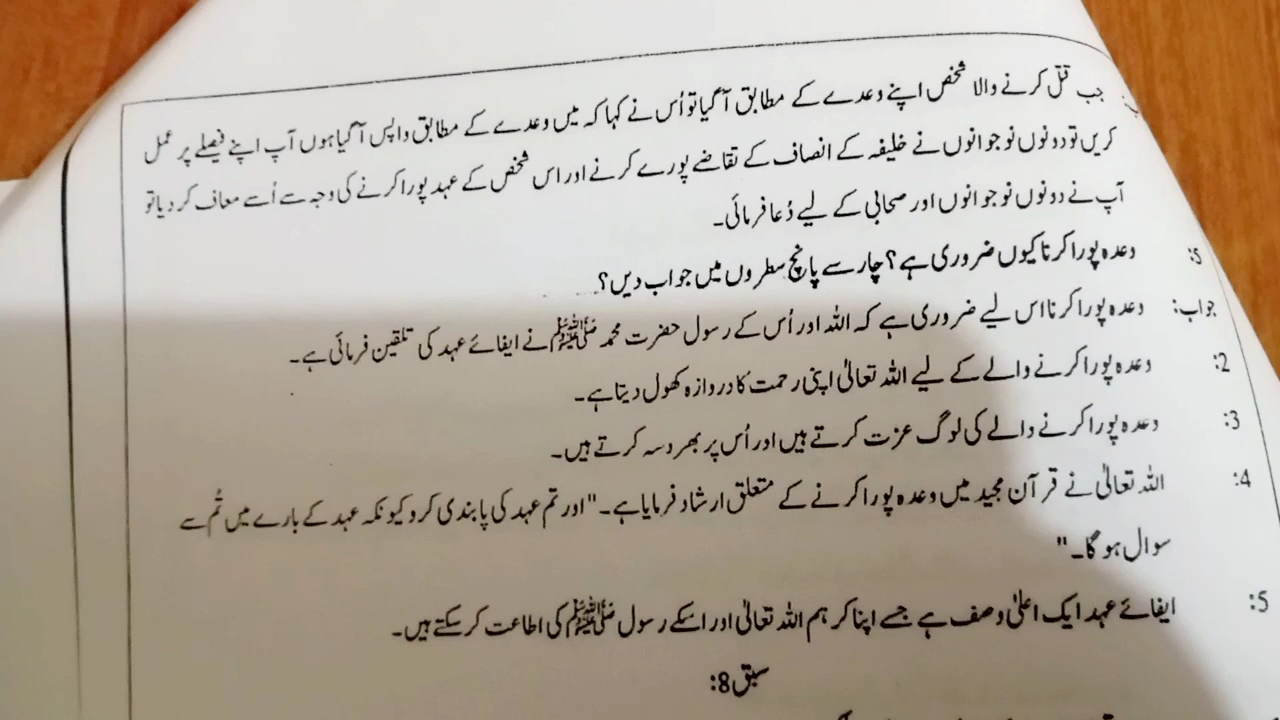 جب قتل کرنے والا شخص اپنے وعدے کے مطابق آ گیا تو اُس نے کہا کہ میں وعدے کے مطابق واپس آ گیا ہوں آپ اپنے فیصلے پر عمل
کریں تو دونوں نوجوانوں نے خلیفہ کے انصاف کے تقاضے پورے کرنے اور اس شخص کے عہد پورا کرنے کی وجہ سے اُسے معاف کر دیا تو
آپ نے دونوں نوجوانوں اور صحابی کے لیے دُعا فرمائی۔
5: وعدہ پورا کرنا کیوں ضروری ہے؟ چار سے پانچ سطروں میں جواب دیں؟
جواب: وعدہ پورا کرنا اس لیے ضروری ہے کہ اللہ اور اُس کے رسول حضرت محمد ﷺ نے ایفائے عہد کی تلقین فرمائی ہے۔
2: وعدہ پورا کرنے والے کے لیے اللہ تعالیٰ اپنی رحمت کا دروازہ کھول دیتا ہے۔
3: وعدہ پورا کرنے والے کی لوگ عزت کرتے ہیں اور اُس پر بھروسہ کرتے ہیں۔
4: اللہ تعالیٰ نے قرآن مجید میں وعدہ پورا کرنے کے متعلق ارشاد فرمایا ہے۔ "اور تم عہد کی پابندی کرو کیونکہ عہد کے بارے میں تُم سے
سوال ہو گا۔"
5: ایفائے عہد ایک اعلیٰ وصف ہے جسے اپنا کر ہم اللہ تعالیٰ اور اسکے رسول ﷺ کی اطاعت کر سکتے ہیں۔
سبق 8: